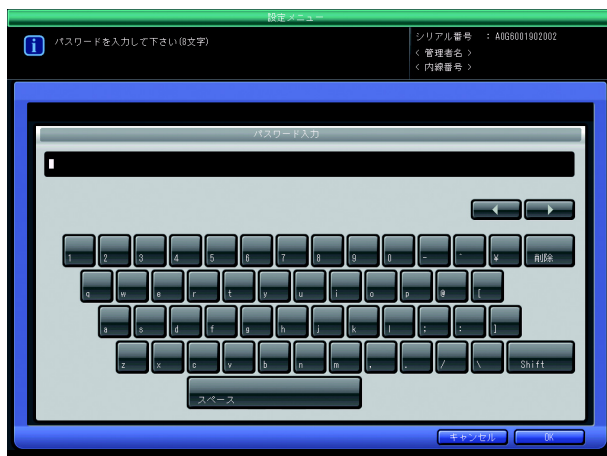 設定メニュー
パスワードを入力して下さい(8文字)
シリアル番号 : A0G6001902002
< 管理者名 >
< 内線番号 >
パスワード入力
1 2 3 4 5 6 7 8 9 0 - ^ ¥ 削除
q w e r t y u i o p @ [
a s d f g h j k l ; : ]
z x c v b n m , . / \ Shift
スペース
キャンセル OK